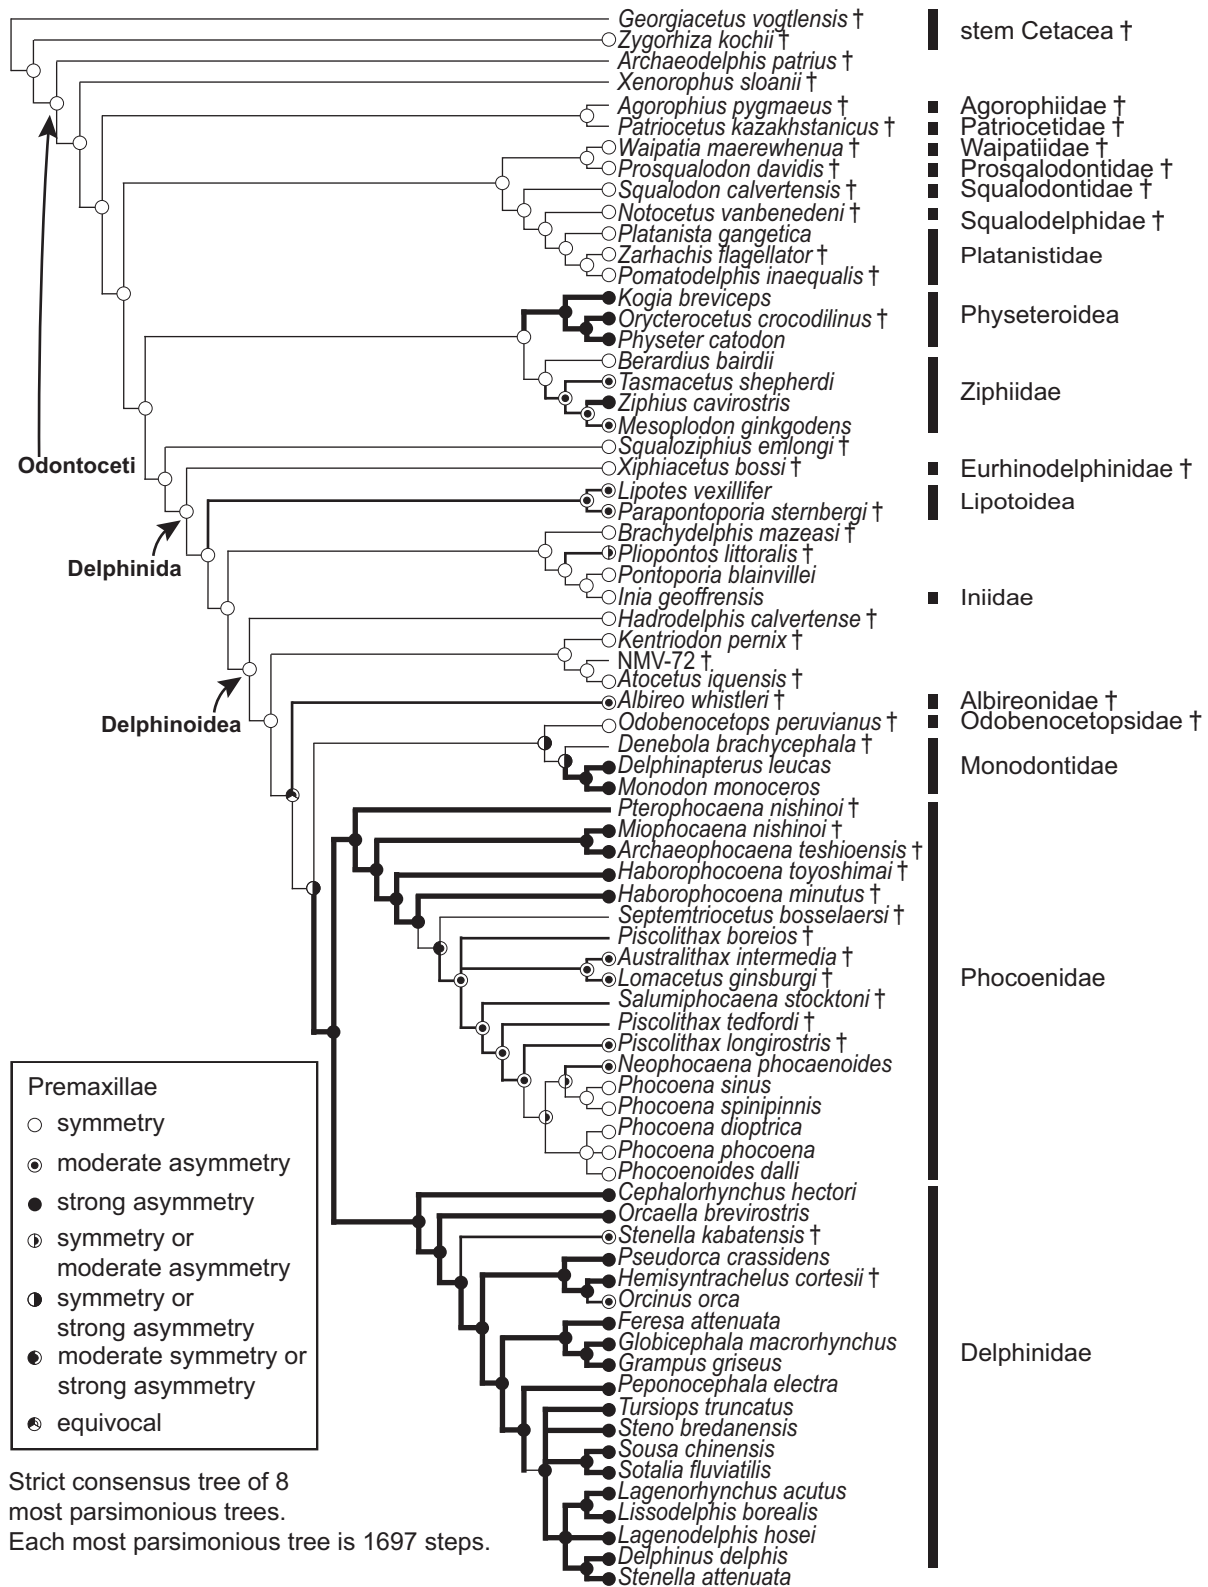 Georgiacetus vogtlensis †
stem Cetacea †
Zygorhiza kochii †
Archaeodelphis patrius †
Xenorophus sloanii †
Agorophius pygmaeus †
Agorophiidae †
Patriocetus kazakhstanicus †
Patriocetidae †
Waipatia maerewhenua †
Waipatiidae †
Prosqualodon davidis †
Prosqalodontidae †
Squalodon calvertensis †
Squalodontidae †
Notocetus vanbenedeni †
Squalodelphidae †
Platanista gangetica
Zarhachis flagellator †
Platanistidae
Pomatodelphis inaequalis †
Kogia breviceps
Orycterocetus crocodilinus †
Physeteroidea
Physeter catodon
Berardius bairdii
Tasmacetus shepherdi
Ziphiidae
Ziphius cavirostris
Mesoplodon ginkgodens
Squaloziphius emlongi †
Odontoceti
Xiphiacetus bossi †
Eurhinodelphinidae †
Lipotes vexillifer
Lipotoidea
Parapontoporia sternbergi †
Brachydelphis mazeasi †
Pliopontos littoralis †
Delphinida
Pontoporia blainvillei
Inia geoffrensis
Iniidae
Hadrodelphis calvertense †
Kentriodon pernix †
NMV-72 †
Atocetus iquensis †
Albireo whistleri †
Albireonidae †
Delphinoidea
Odobenocetops peruvianus †
Odobenocetopsidae †
Denebola brachycephala †
Delphinapterus leucas
Monodontidae
Monodon monoceros
Pterophocaena nishinoi †
Miophocaena nishinoi †
Archaeophocaena teshioensis †
Haborophocoena toyoshimai †
Haborophocoena minutus †
Septemtriocetus bosselaersi †
Piscolithax boreios †
Australithax intermedia †
Lomacetus ginsburgi †
Phocoenidae
Salumiphocaena stocktoni †
Piscolithax tedfordi †
Piscolithax longirostris †
Neophocaena phocaenoides
Phocoena sinus
Phocoena spinipinnis
Phocoena dioptrica
Phocoena phocoena
Phocoenoides dalli
Cephalorhynchus hectori
Orcaella brevirostris
Stenella kabatensis †
Pseudorca crassidens
Hemisyntrachelus cortesii †
Orcinus orca
Feresa attenuata
Globicephala macrorhynchus
Delphinidae
Grampus griseus
Peponocephala electra
Tursiops truncatus
Steno bredanensis
Sousa chinensis
Sotalia fluviatilis
Lagenorhynchus acutus
Lissodelphis borealis
Lagenodelphis hosei
Delphinus delphis
Stenella attenuata
Premaxillae
symmetry
moderate asymmetry
strong asymmetry
symmetry or
moderate asymmetry
symmetry or
strong asymmetry
moderate symmetry or
strong asymmetry
equivocal
Strict consensus tree of 8
most parsimonious trees.
Each most parsimonious tree is 1697 steps.